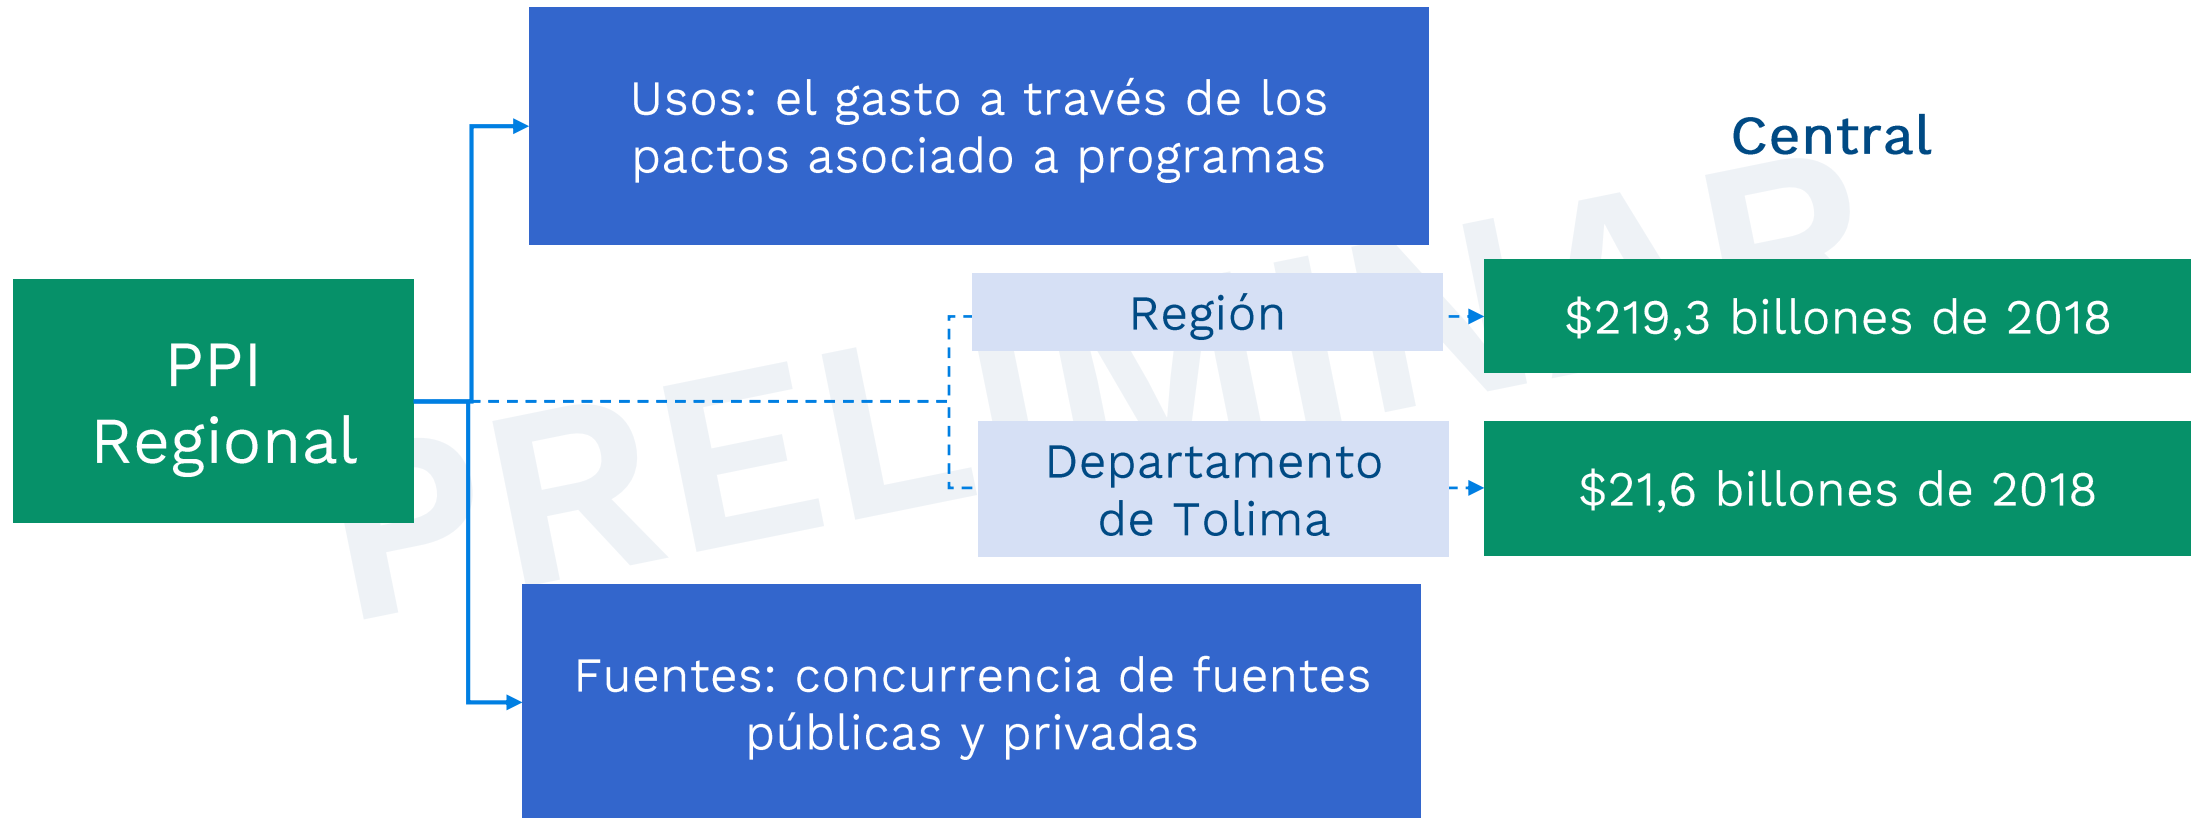 Usos: el gasto a través de los
pactos asociado a programas
Central
PRELIMINAR
Región
$219,3 billones de 2018
PPI
Regional
Departamento
de Tolima
$21,6 billones de 2018
Fuentes: concurrencia de fuentes
públicas y privadas